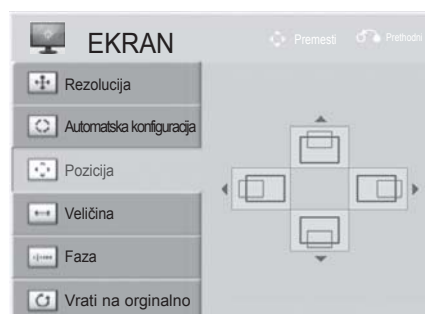 EKRAN
Premesti
Prethodni
Rezolucija
Automatska konfiguracija
Pozicija
Veličina
Faza
Vrati na orginalno